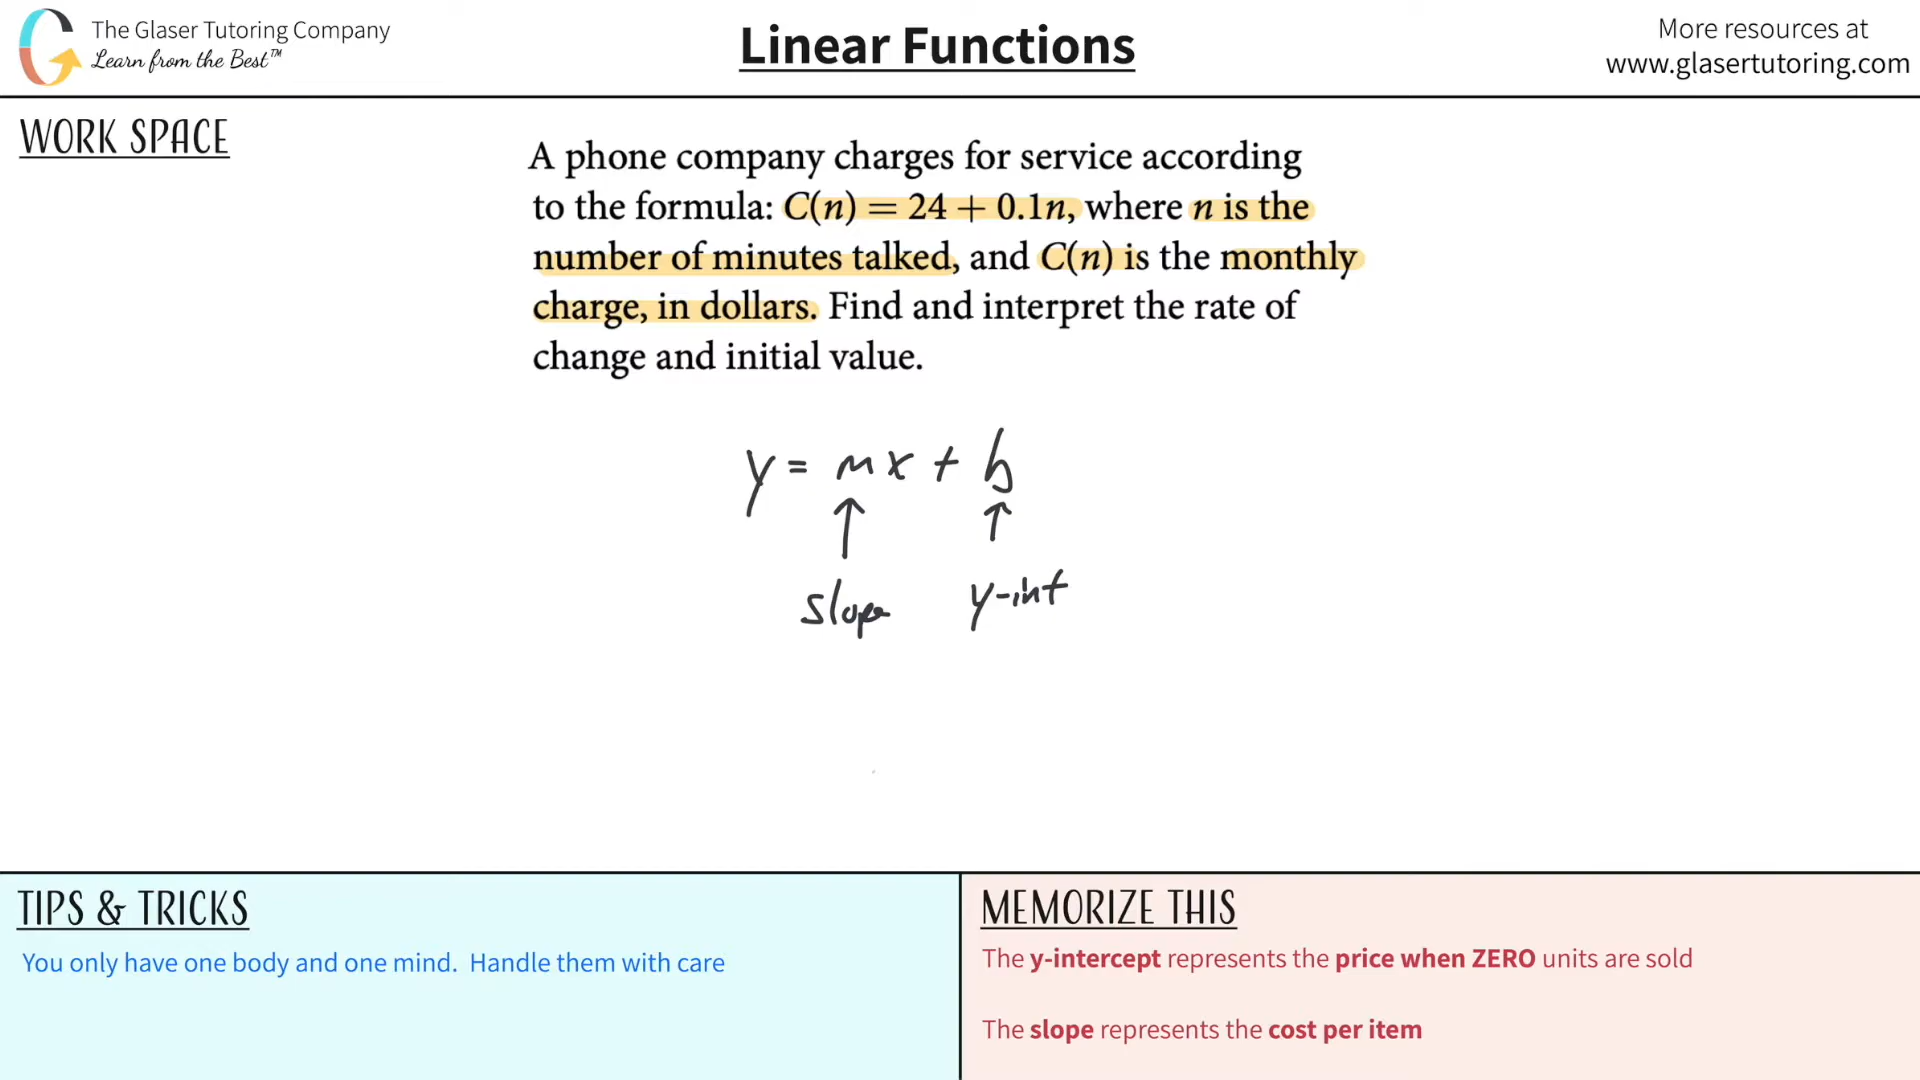 The Glaser Tutoring Company
Learn from the Best™
Linear Functions
More resources at
www.glasertutoring.com
WORK SPACE
A phone company charges for service according
to the formula: C(n) = 24 + 0.1n, where n is the
number of minutes talked, and C(n) is the monthly
charge, in dollars. Find and interpret the rate of
change and initial value.
y = mx + b
slope y-int
TIPS & TRICKS
You only have one body and one mind. Handle them with care
MEMORIZE THIS
The y-intercept represents the price when ZERO units are sold
The slope represents the cost per item